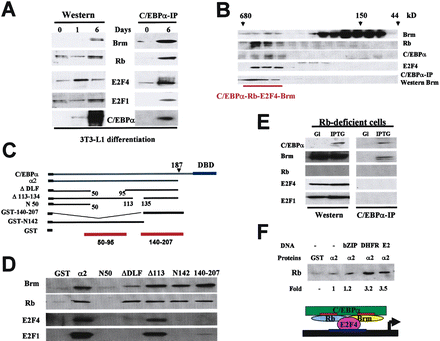 A
Western
C/EBPα-IP
0 1 6 Days 0 6
Brm
Rb
E2F4
E2F1
C/EBPα
3T3-L1 differentiation
B
680 150 44 kD
Brm
Rb
C/EBPα
E2F4
C/EBPα-IP
Western Brm
C/EBPα-Rb-E2F4-Brm
C
187 DBD
C/EBPα
α2
Δ DLF 50 95
Δ 113-134 113 135
N 50 50
GST-140-207
GST-N142
GST
50-95 140-207
D
GST α2 N50 ΔDLF Δ113 N142 140-207
Brm
Rb
E2F4
E2F1
E
Rb-deficient cells
Gl IPTG Gl IPTG
C/EBPα
Brm
Rb
E2F4
E2F1
Western C/EBPα-IP
F
DNA - - bZIP DHFR E2
Proteins GST α2 α2 α2 α2
Rb
Fold - 1 1.2 3.2 3.5
C/EBPα
Rb Brm
E2F4